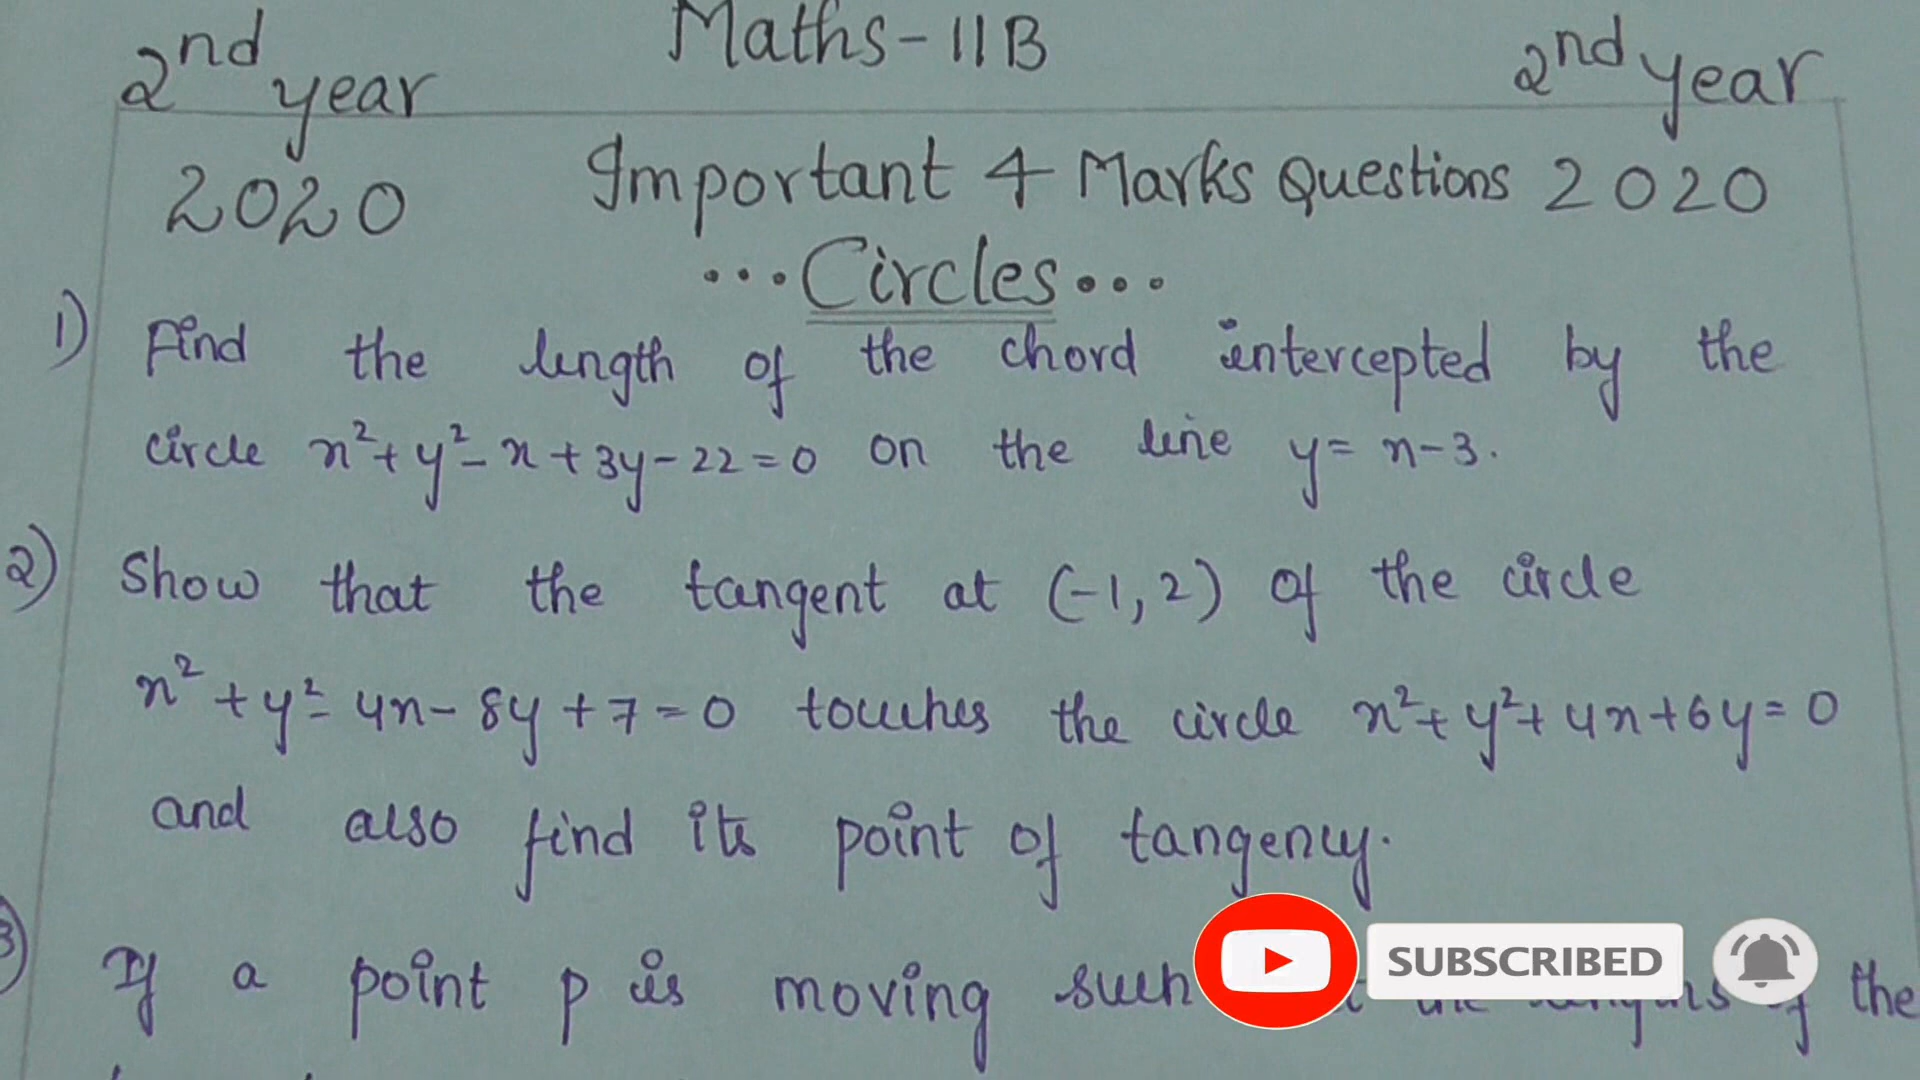 2nd year Maths-IIB 2nd year
2020 Important 4 Marks Questions 2020
...Circles...
1) Find the length of the chord intercepted by the
circle x²+y²-x+3y-22=0 on the line y=x-3.
2) Show that the tangent at (-1,2) of the circle
x²+y²-4x-8y+7=0 touches the circle x²+y²+4x+6y=0
and also find its point of tangency.
3) If a point p is moving such the
SUBSCRIBED